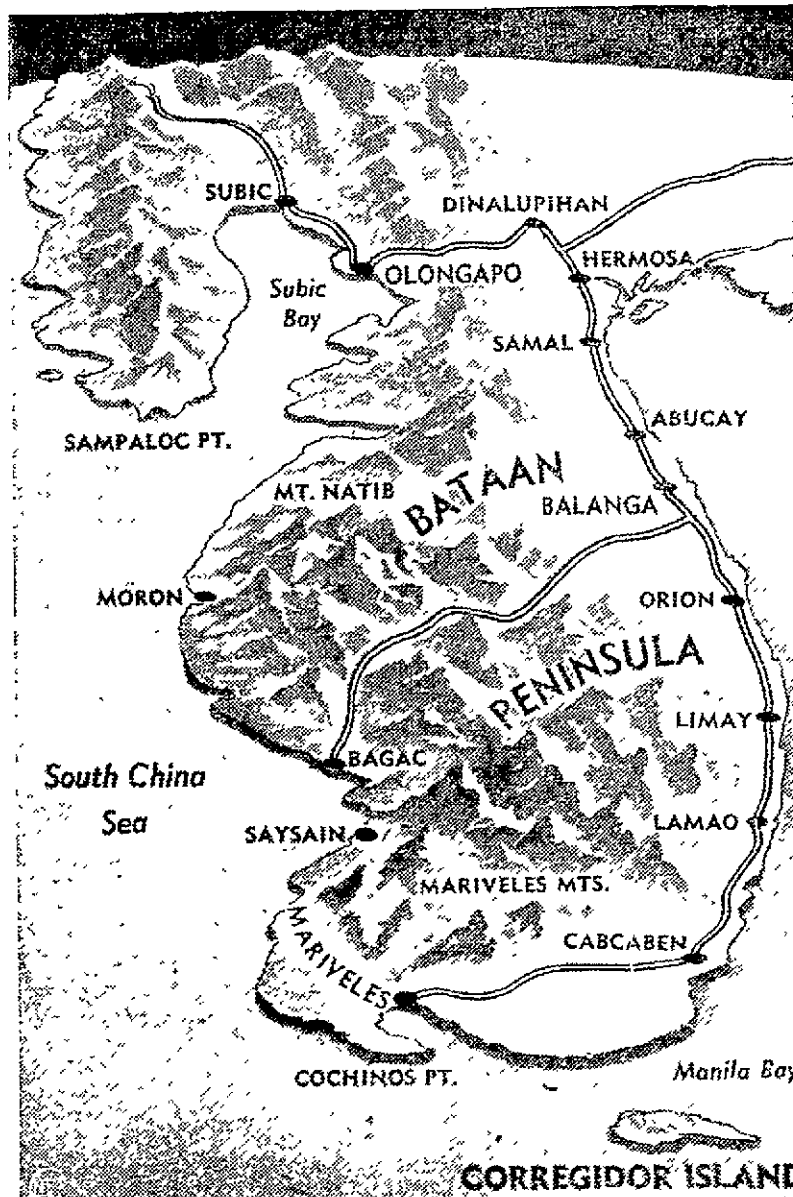 SUBIC
DINALUPIHAN
OLONGAPO
HERMOSA
Subic
Bay
SAMAL
SAMPALOC PT.
ABUCAY
MT. NATIB
BATAAN
BALANGA
MORON
ORION
PENINSULA
LIMAY
BAGAC
South China
Sea
SAYSAIN
LAMAO
MARIVELES MTS.
MARIVELES
CABCABEN
COCHINOS PT.
Manila Bay
CORREGIDOR ISLAND